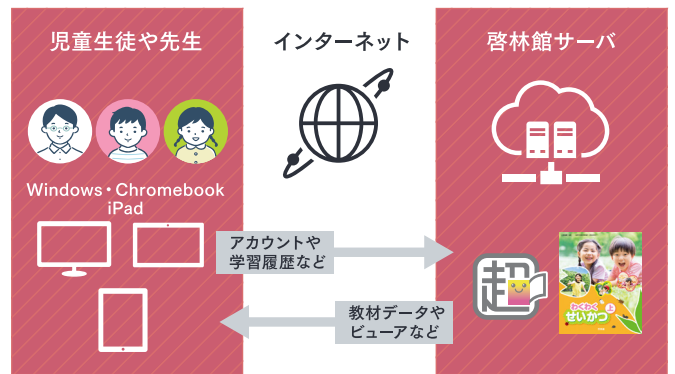 児童生徒や先生
インターネット
啓林館サーバ
Windows・Chromebook
iPad
アカウントや
学習履歴など
教材データや
ビューアなど
超
わくわく
せいかつ 上